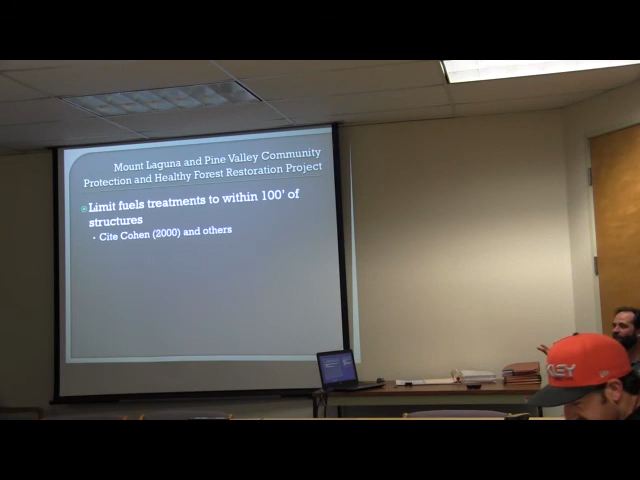 Mount Laguna and Pine Valley Community
Protection and Healthy Forest Restoration Project
Limit fuels treatments to within 100' of
structures
Cite Cohen (2000) and others